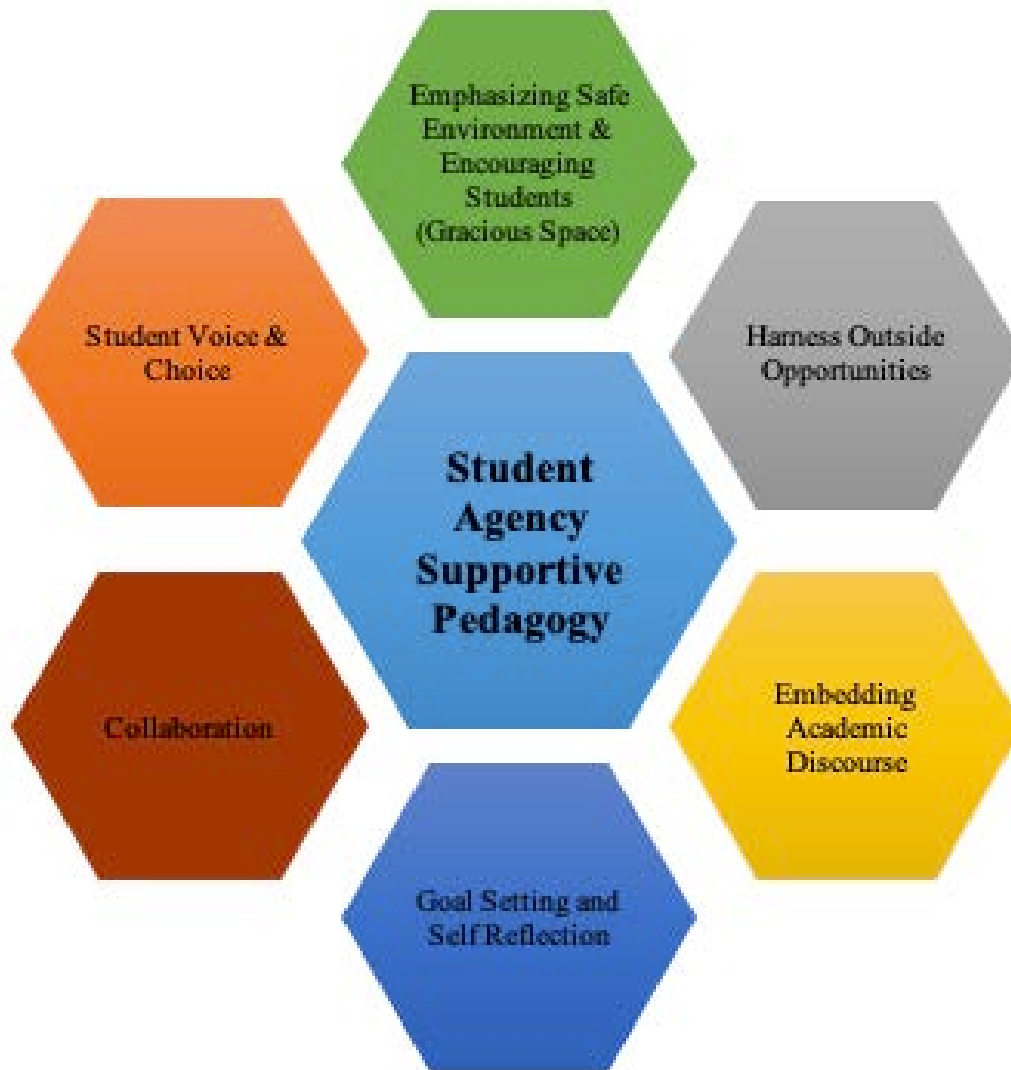 Emphasizing Safe
Environment &
Encouraging
Students
(Gracious Space)
Student Voice &
Choice
Harness Outside
Opportunities
Student
Agency
Supportive
Pedagogy
Collaboration
Embedding
Academic
Discourse
Goal Setting and
Self Reflection